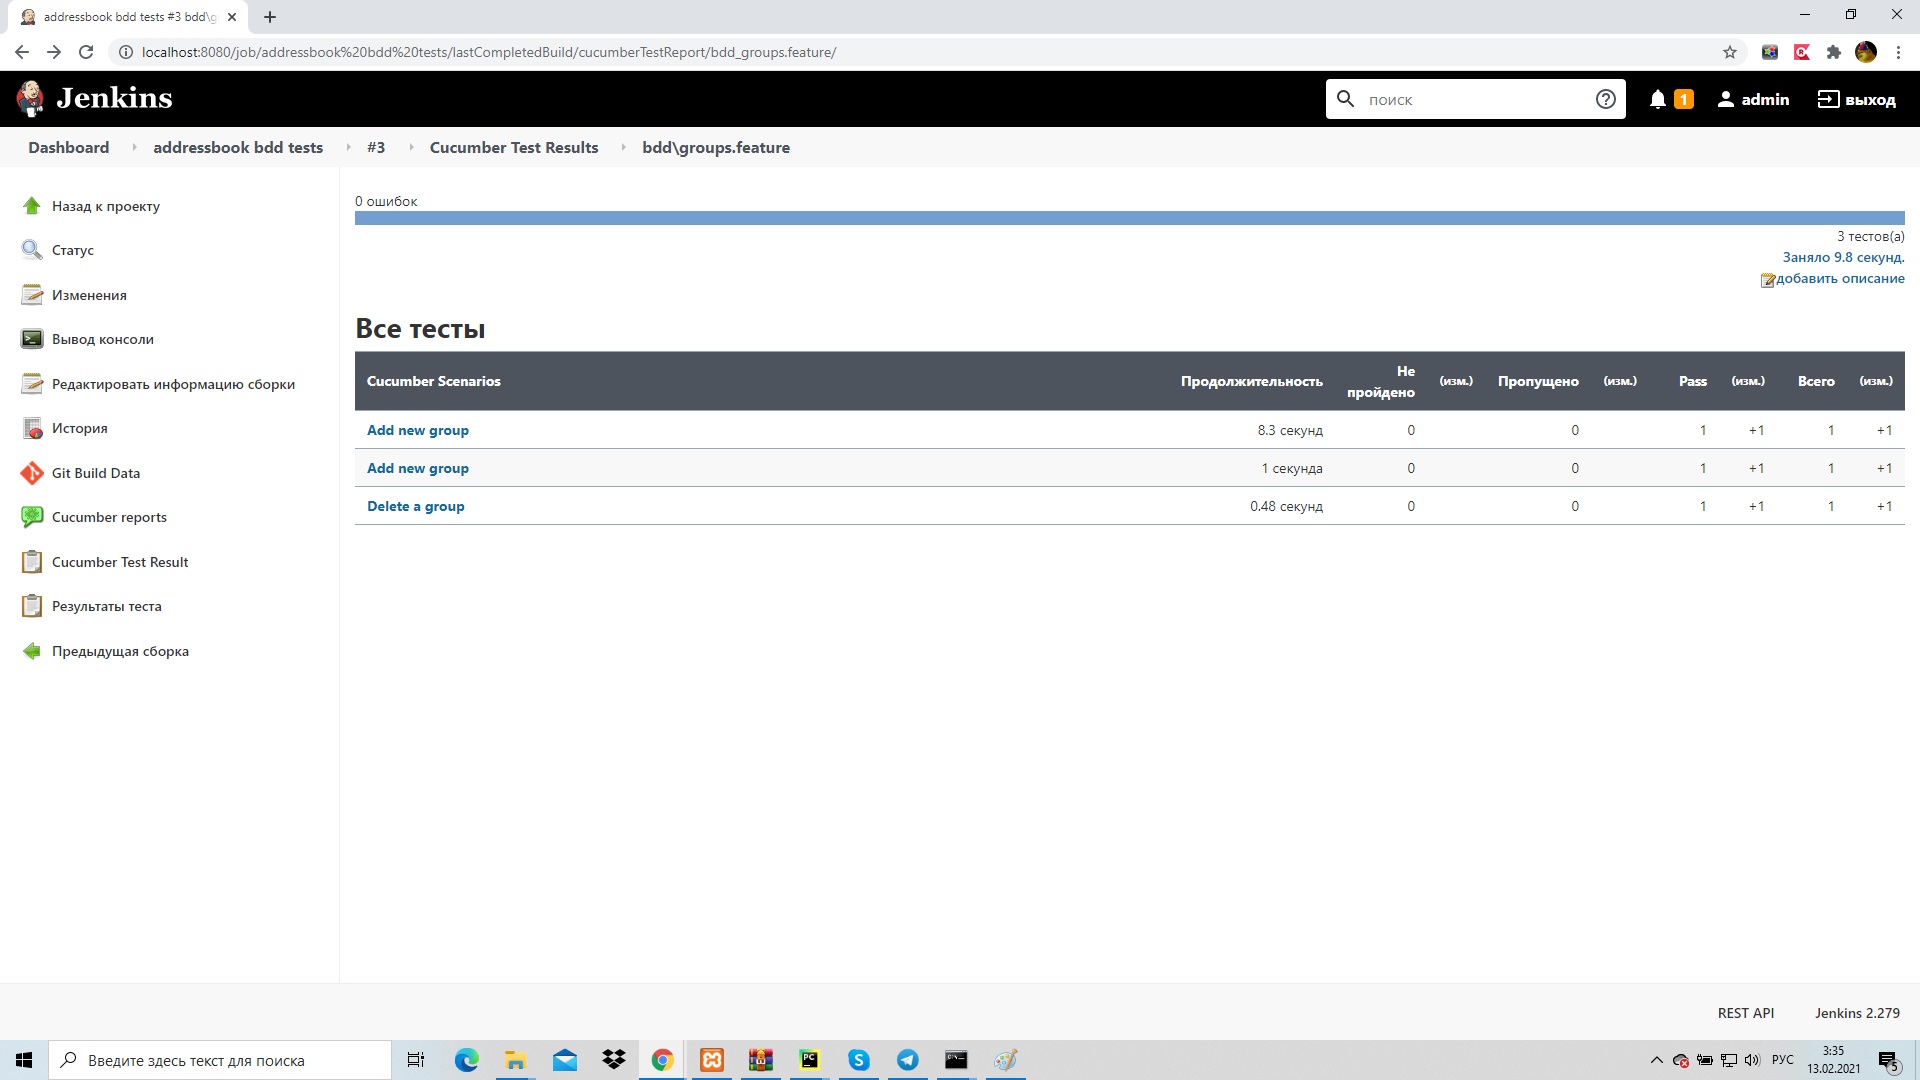 addressbook bdd tests #3 bdd\g
localhost:8080/job/addressbook%20bdd%20tests/lastCompletedBuild/cucumberTestReport/bdd_groups.feature/
Jenkins
поиск
1
admin
выход
Dashboard
addressbook bdd tests
#3
Cucumber Test Results
bdd\groups.feature
Назад к проекту
Статус
Изменения
Вывод консоли
Редактировать информацию сборки
История
Git Build Data
Cucumber reports
Cucumber Test Result
Результаты теста
Предыдущая сборка
0 ошибок
3 тестов(а)
Заняло 9.8 секунд.
добавить описание
Все тесты
Cucumber Scenarios Продолжительность Не пройдено (изм.) Пропущено (изм.) Pass (изм.) Всего (изм.)
Add new group 8.3 секунд 0 0 1 +1 1 +1
Add new group 1 секунда 0 0 1 +1 1 +1
Delete a group 0.48 секунд 0 0 1 +1 1 +1
REST API Jenkins 2.279
Введите здесь текст для поиска
PC
РУС
3:35
13.02.2021
5